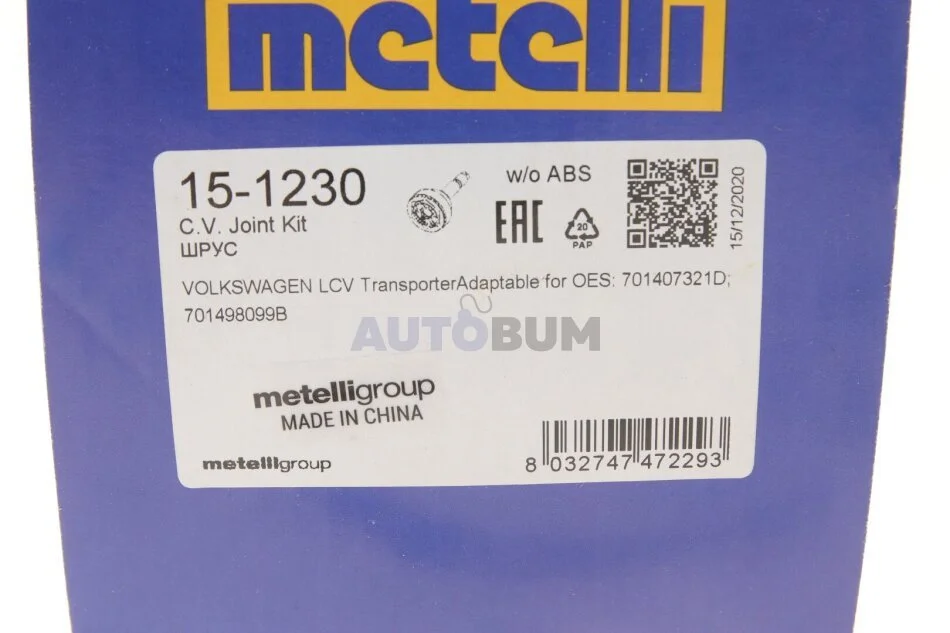 metelli
15-1230
C.V. Joint Kit
ШРУС
w/o ABS
EAC
20
PAP
15/12/2020
VOLKSWAGEN LCV TransporterAdaptable for OES: 701407321D;
701498099B
AUTOBUM
metelligroup
MADE IN CHINA
metelligroup
8 032747 472293